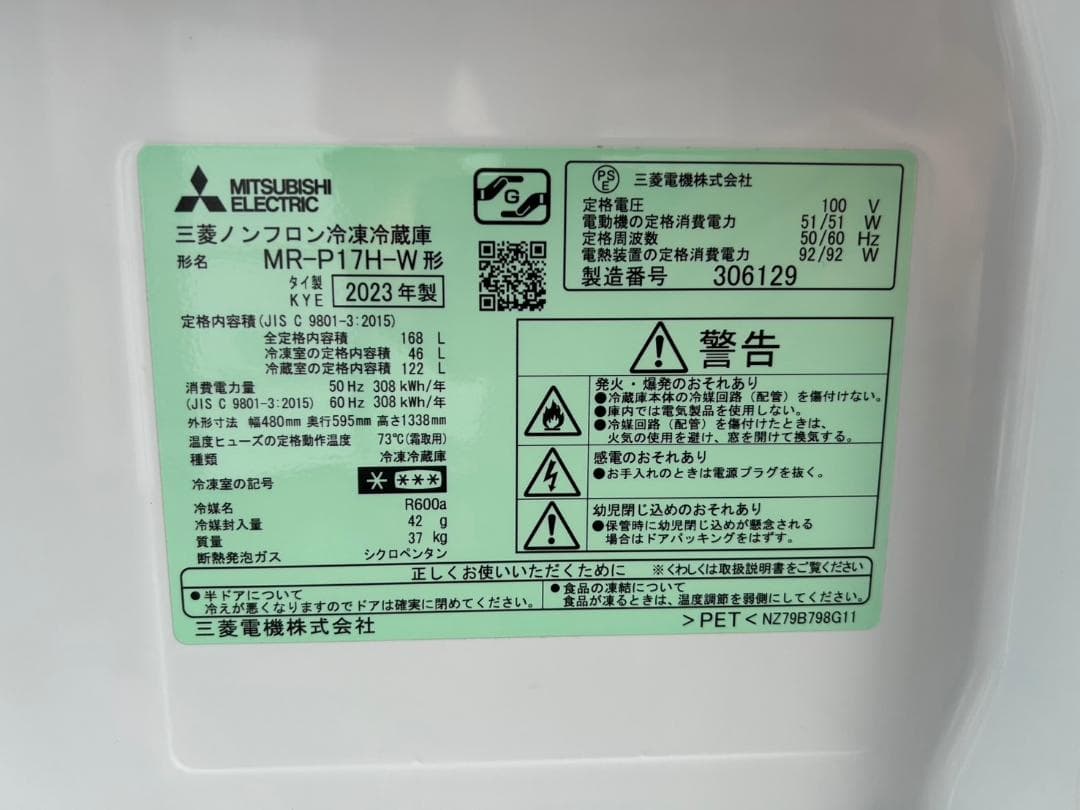 MITSUBISHI
ELECTRIC
三菱ノンフロン冷凍冷蔵庫
形名 MR-P17H-W形
タイ製
KYE 2023年製
定格内容積(JIS C 9801-3:2015)
全定格内容積 168 L
冷凍室の定格内容積 46 L
冷蔵室の定格内容積 122 L
消費電力量 50Hz 308kWh/年
(JIS C 9801-3:2015) 60Hz 308kWh/年
外形寸法 幅480mm 奥行595mm 高さ1338mm
温度ヒューズの定格動作温度 73℃(霜取用)
種類 冷凍冷蔵庫
冷凍室の記号 * ***
冷媒名 R600a
冷媒封入量 42 g
質量 37 kg
断熱発泡ガス シクロペンタン
G
PSE 三菱電機株式会社
定格電圧 100 V
電動機の定格消費電力 51/51 W
定格周波数 50/60 Hz
電熱装置の定格消費電力 92/92 W
製造番号 306129
警告
発火・爆発のおそれあり
●冷蔵庫本体の冷媒回路（配管）を傷付けない。
●庫内では電気製品を使用しない。
●冷媒回路（配管）を傷付けたときは、
火気の使用を避け、窓を開けて換気する。
感電のおそれあり
●お手入れのときは電源プラグを抜く。
幼児閉じ込めのおそれあり
●保管時に幼児閉じ込めが懸念される
場合はドアパッキングをはずす。
正しくお使いいただくために ※くわしくは取扱説明書をご覧ください
●半ドアについて
冷えが悪くなりますのでドアは確実に閉めてください。
●食品の凍結について
食品が凍るときは、温度調節を弱側にしてください。
三菱電機株式会社 >PET< NZ79B798G11